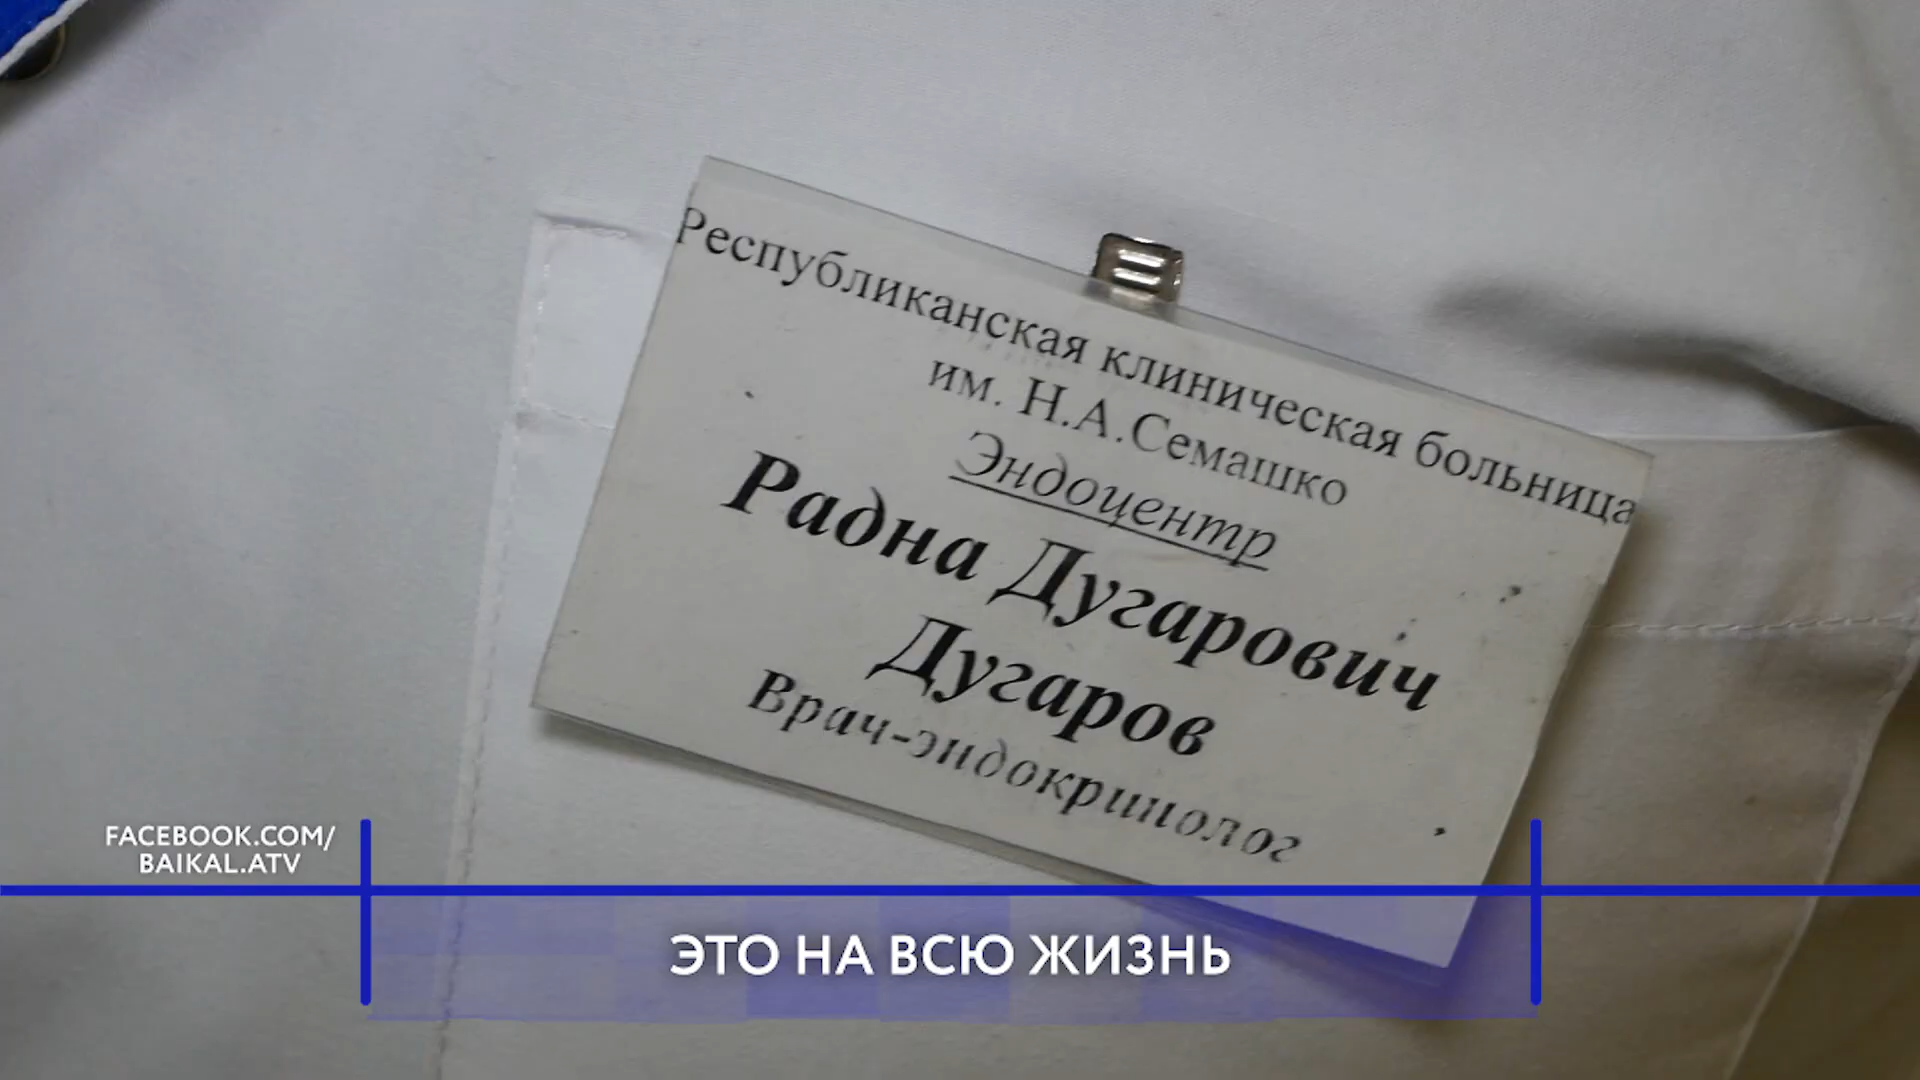 Республиканская клиническая больница
им. Н.А.Семашко
Эндоцентр
Радна Дугарович
Дугаров
Врач-эндокринолог
FACEBOOK.COM/
BAIKAL.ATV
ЭТО НА ВСЮ ЖИЗНЬ